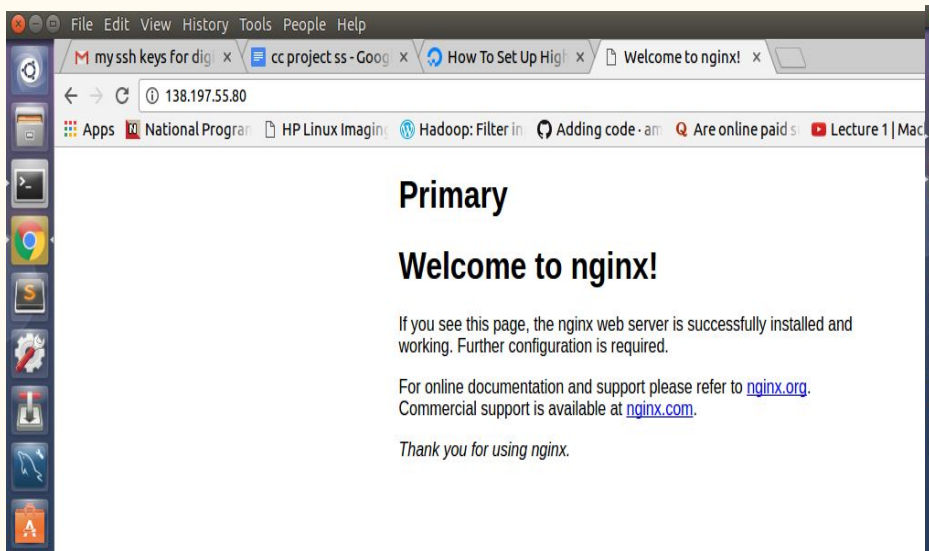 File Edit View History Tools People Help
my ssh keys for digi cc project ss - Goog How To Set Up High Welcome to nginx!
138.197.55.80
Apps National Program HP Linux Imaging Hadoop: Filter in Adding code · am Are online paid s Lecture 1 | Mac
Primary
Welcome to nginx!
If you see this page, the nginx web server is successfully installed and
working. Further configuration is required.
For online documentation and support please refer to nginx.org.
Commercial support is available at nginx.com.
Thank you for using nginx.